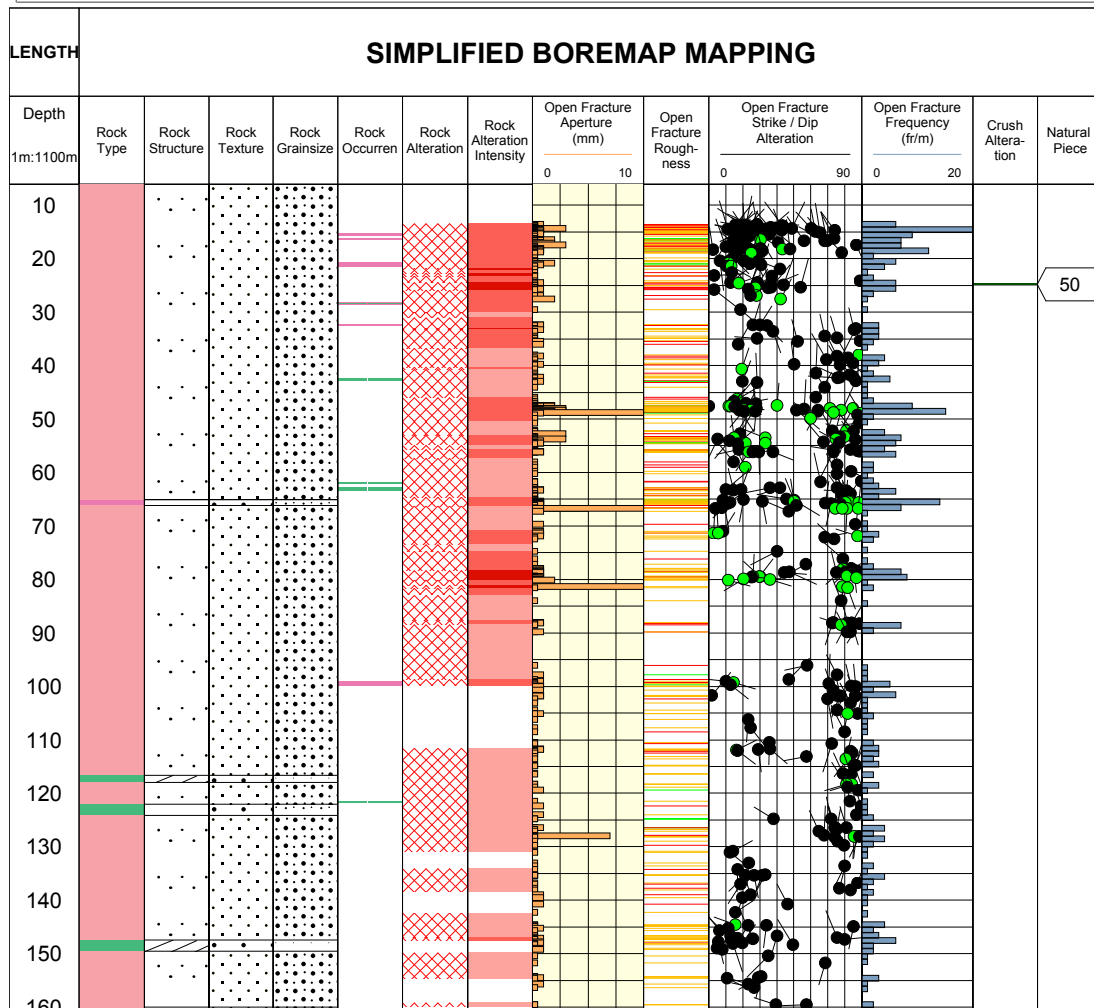 LENGTH
SIMPLIFIED BOREMAP MAPPING
Depth
1m:1100m
Rock
Type
Rock
Structure
Rock
Texture
Rock
Grainsize
Rock
Occurren
Rock
Alteration
Rock
Alteration
Intensity
Open Fracture
Aperture
(mm)
0 10
Open
Fracture
Rough-
ness
Open Fracture
Strike / Dip
Alteration
0 90
Open Fracture
Frequency
(fr/m)
0 20
Crush
Altera-
tion
Natural
Piece
10
20
50
30
40
50
60
70
80
90
100
110
120
130
140
150
160